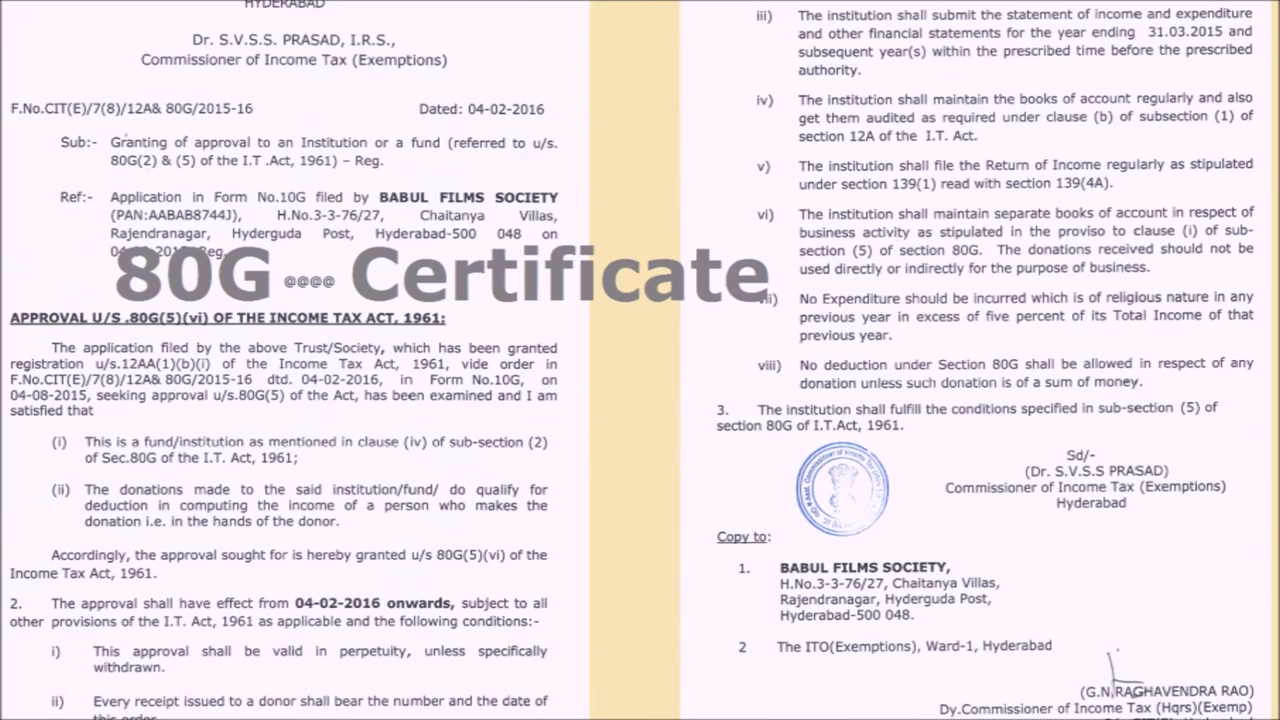 HYDERABAD
Dr. S.V.S.S. PRASAD, I.R.S.,
Commissioner of Income Tax (Exemptions)
F.No.CIT(E)/7(8)/12A& 80G/2015-16 Dated: 04-02-2016
Sub:- Granting of approval to an Institution or a fund (referred to u/s.
80G(2) & (5) of the I.T .Act, 1961) – Reg.
Ref:- Application in Form No.10G filed by BABUL FILMS SOCIETY
(PAN:AABAB8744J), H.No.3-3-76/27, Chaitanya Villas,
Rajendranagar, Hyderguda Post, Hyderabad-500 048 on
Reg.
80G @@@@ Certificate
APPROVAL U/S .80G(5)(vi) OF THE INCOME TAX ACT, 1961:
The application filed by the above Trust/Society, which has been granted
registration u/s.12AA(1)(b)(i) of the Income Tax Act, 1961, vide order in
F.No.CIT(E)/7(8)/12A& 80G/2015-16 dtd. 04-02-2016, in Form No.10G, on
04-08-2015, seeking approval u/s.80G(5) of the Act, has been examined and I am
satisfied that
(i) This is a fund/institution as mentioned in clause (iv) of sub-section (2)
of Sec.80G of the I.T. Act, 1961;
(ii) The donations made to the said institution/fund/ do qualify for
deduction in computing the income of a person who makes the
donation i.e. in the hands of the donor.
Accordingly, the approval sought for is hereby granted u/s 80G(5)(vi) of the
Income Tax Act, 1961.
2. The approval shall have effect from 04-02-2016 onwards, subject to all
other provisions of the I.T. Act, 1961 as applicable and the following conditions:-
i) This approval shall be valid in perpetuity, unless specifically
withdrawn.
ii) Every receipt issued to a donor shall bear the number and the date of
this order
iii) The institution shall submit the statement of income and expenditure
and other financial statements for the year ending 31.03.2015 and
subsequent year(s) within the prescribed time before the prescribed
authority.
iv) The institution shall maintain the books of account regularly and also
get them audited as required under clause (b) of subsection (1) of
section 12A of the I.T. Act.
v) The institution shall file the Return of Income regularly as stipulated
under section 139(1) read with section 139(4A).
vi) The institution shall maintain separate books of account in respect of
business activity as stipulated in the proviso to clause (i) of sub-
section (5) of section 80G. The donations received should not be
used directly or indirectly for the purpose of business.
vii) No Expenditure should be incurred which is of religious nature in any
previous year in excess of five percent of its Total Income of that
previous year.
viii) No deduction under Section 80G shall be allowed in respect of any
donation unless such donation is of a sum of money.
3. The institution shall fulfill the conditions specified in sub-section (5) of
section 80G of I.T.Act, 1961.
Sd/-
(Dr. S.V.S.S PRASAD)
Commissioner of Income Tax (Exemptions)
Hyderabad
Copy to:
1. BABUL FILMS SOCIETY,
H.No.3-3-76/27, Chaitanya Villas,
Rajendranagar, Hyderguda Post,
Hyderabad-500 048.
2 The ITO(Exemptions), Ward-1, Hyderabad
(G.N.RAGHAVENDRA RAO)
Dy.Commissioner of Income Tax (Hqrs)(Exemp)